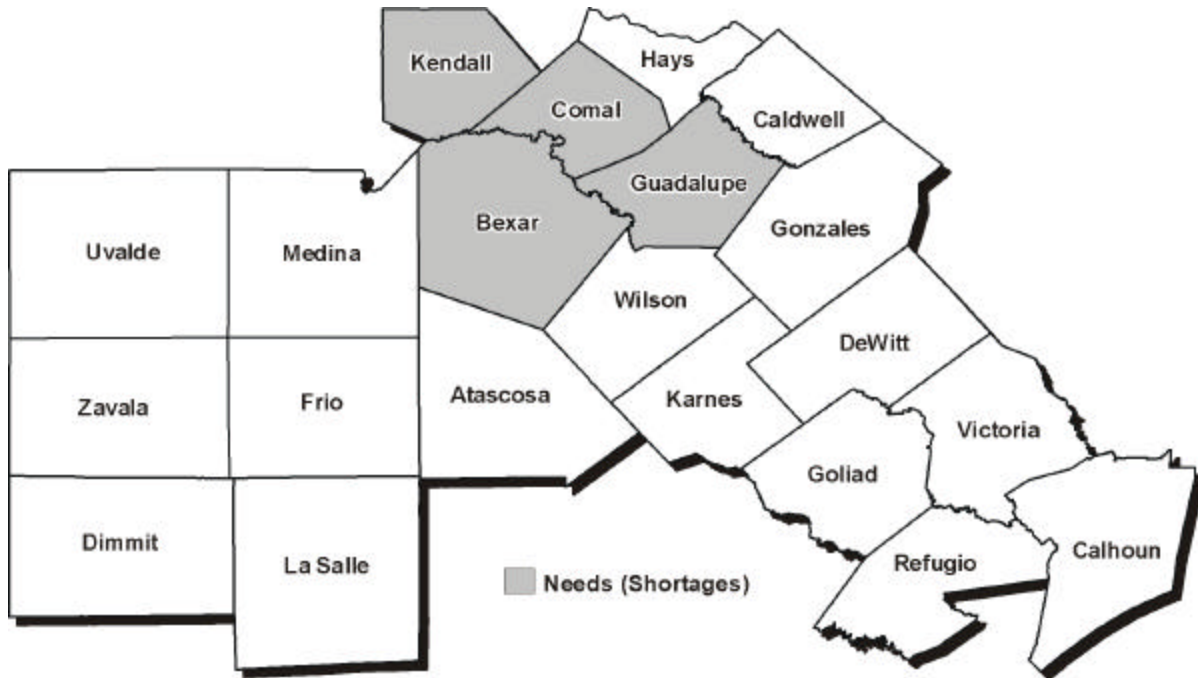 Kendall
Hays
Comal
Caldwell
Guadalupe
Bexar
Gonzales
Uvalde
Medina
Wilson
DeWitt
Zavala
Frio
Atascosa
Karnes
Victoria
Goliad
Dimmit
La Salle
Refugio
Calhoun
Needs (Shortages)